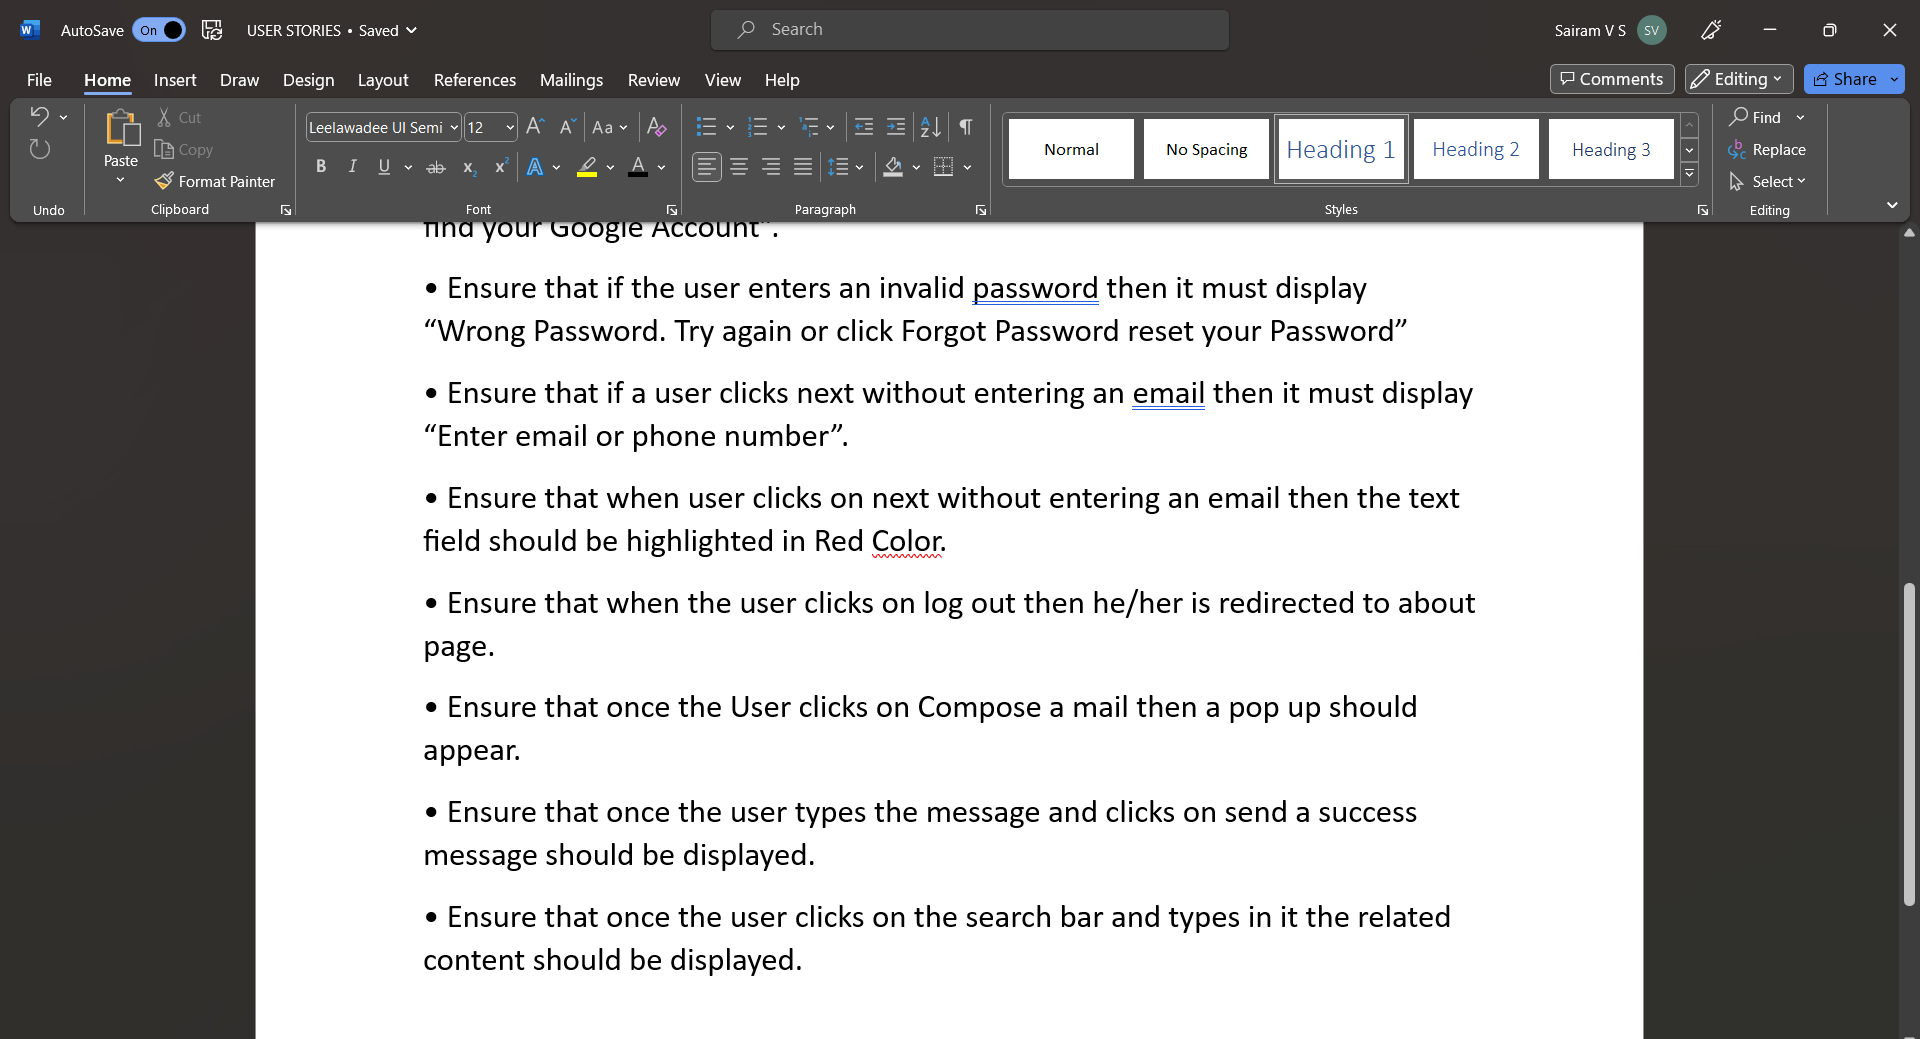 AutoSave On USER STORIES • Saved Search Sairam V S SV
File Home Insert Draw Design Layout References Mailings Review View Help Comments Editing Share
Paste Cut Copy Format Painter Clipboard
Undo
Leelawadee UI Semi 12 Aa
B I U ab x₂ x² A A
Font
Paragraph
Normal No Spacing Heading 1 Heading 2 Heading 3
Styles
Find Replace Select
Editing
find your Google Account”.
• Ensure that if the user enters an invalid password then it must display
“Wrong Password. Try again or click Forgot Password reset your Password”
• Ensure that if a user clicks next without entering an email then it must display
“Enter email or phone number”.
• Ensure that when user clicks on next without entering an email then the text
field should be highlighted in Red Color.
• Ensure that when the user clicks on log out then he/her is redirected to about
page.
• Ensure that once the User clicks on Compose a mail then a pop up should
appear.
• Ensure that once the user types the message and clicks on send a success
message should be displayed.
• Ensure that once the user clicks on the search bar and types in it the related
content should be displayed.